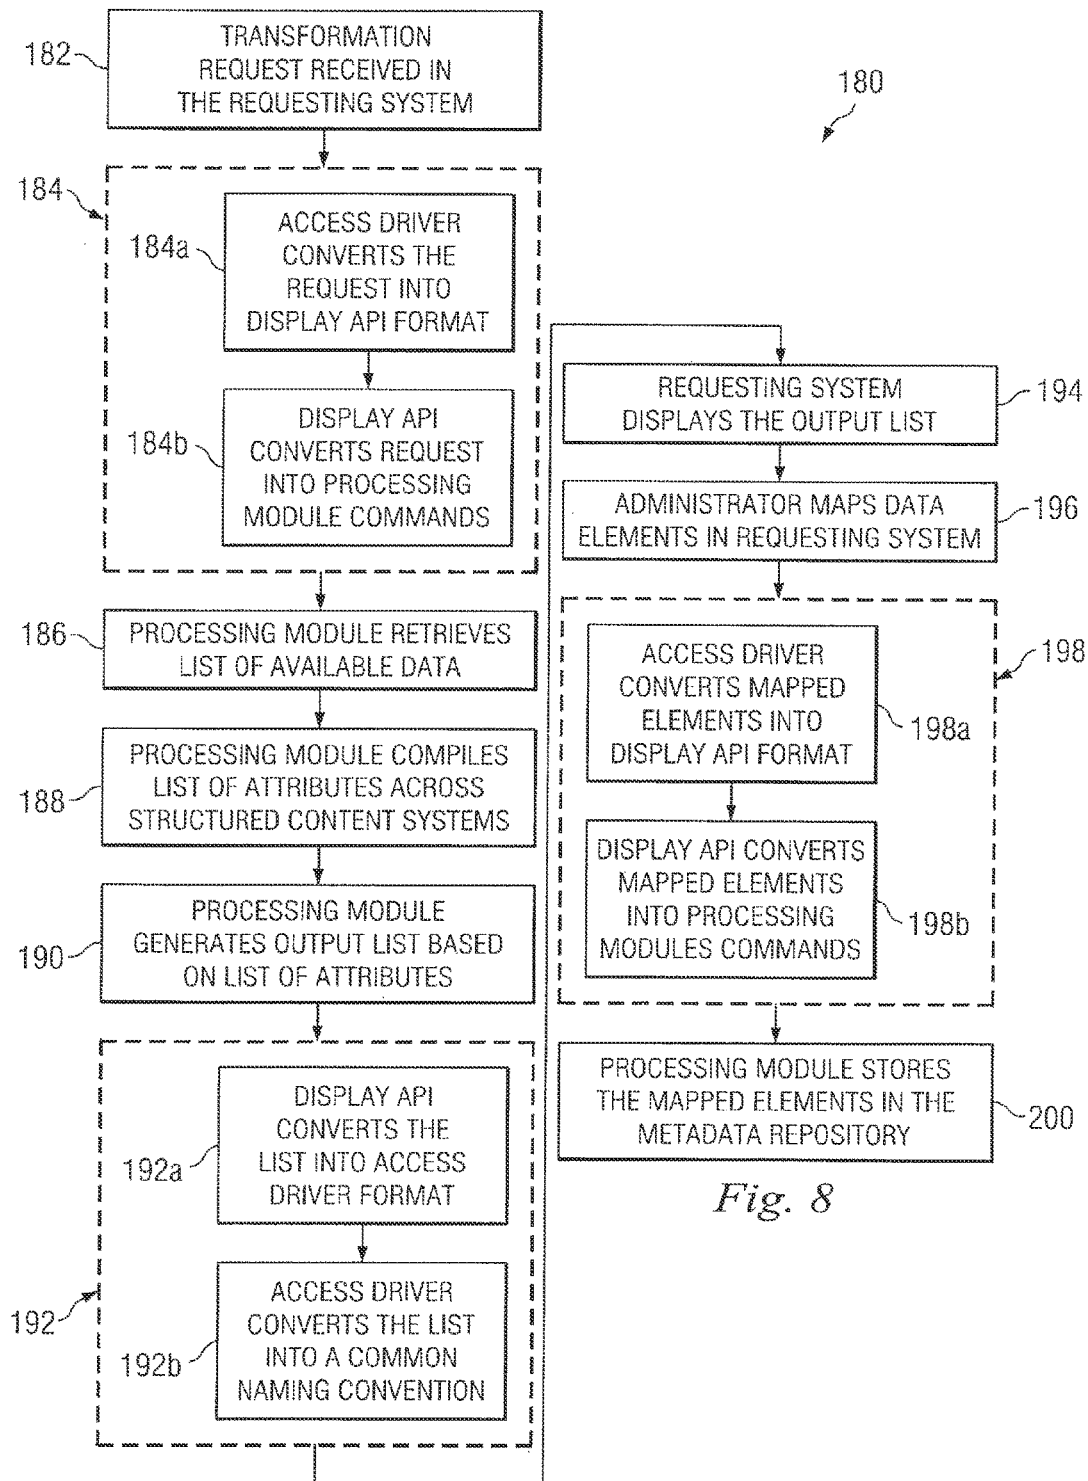 182
TRANSFORMATION
REQUEST RECEIVED IN
THE REQUESTING SYSTEM
180
184
184a
ACCESS DRIVER
CONVERTS THE
REQUEST INTO
DISPLAY API FORMAT
184b
DISPLAY API
CONVERTS REQUEST
INTO PROCESSING
MODULE COMMANDS
186
PROCESSING MODULE RETRIEVES
LIST OF AVAILABLE DATA
188
PROCESSING MODULE COMPILES
LIST OF ATTRIBUTES ACROSS
STRUCTURED CONTENT SYSTEMS
190
PROCESSING MODULE
GENERATES OUTPUT LIST BASED
ON LIST OF ATTRIBUTES
192
192a
DISPLAY API
CONVERTS THE
LIST INTO ACCESS
DRIVER FORMAT
192b
ACCESS DRIVER
CONVERTS THE LIST
INTO A COMMON
NAMING CONVENTION
REQUESTING SYSTEM
DISPLAYS THE OUTPUT LIST
194
ADMINISTRATOR MAPS DATA
ELEMENTS IN REQUESTING SYSTEM
196
198
ACCESS DRIVER
CONVERTS MAPPED
ELEMENTS INTO
DISPLAY API FORMAT
198a
DISPLAY API CONVERTS
MAPPED ELEMENTS
INTO PROCESSING
MODULES COMMANDS
198b
PROCESSING MODULE STORES
THE MAPPED ELEMENTS IN THE
METADATA REPOSITORY
200
Fig. 8